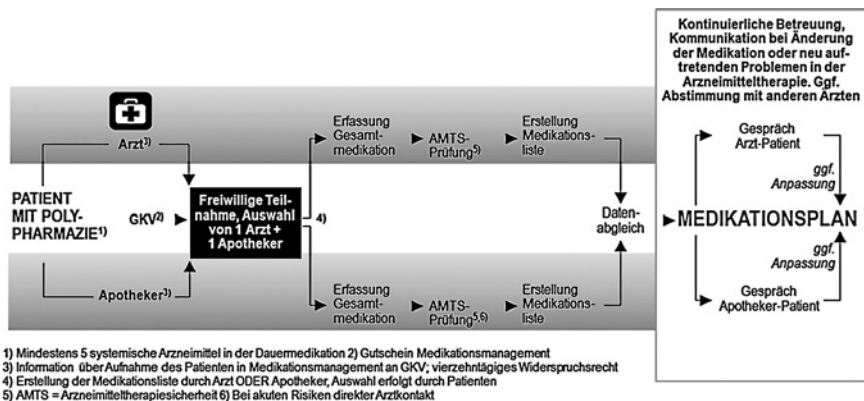 Kontinuierliche Betreuung,
Kommunikation bei Änderung
der Medikation oder neu auf-
tretenden Problemen in der
Arzneimitteltherapie. Ggf.
Abstimmung mit anderen Ärzten
Arzt3)
PATIENT
MIT POLY-
PHARMAZIE1)
GKV2)
Apotheker3)
Freiwillige Teil-
nahme, Auswahl
von 1 Arzt +
1 Apotheker
4)
Erfassung
Gesamt-
medikation
AMTS-
Prüfung5)
Erstellung
Medikations-
liste
Erfassung
Gesamt-
medikation
AMTS-
Prüfung5,6)
Erstellung
Medikations-
liste
Daten-
abgleich
Gespräch
Arzt-Patient
ggf.
Anpassung
MEDIKATIONSPLAN
ggf.
Anpassung
Gespräch
Apotheker-Patient
1) Mindestens 5 systemische Arzneimittel in der Dauermedikation 2) Gutschein Medikationsmanagement
3) Information über Aufnahme des Patienten in Medikationsmanagement an GKV; vierzehntägiges Widerspruchsrecht
4) Erstellung der Medikationsliste durch Arzt ODER Apotheker, Auswahl erfolgt durch Patienten
5) AMTS = Arzneimitteltherapiesicherheit 6) Bei akuten Risiken direkter Arztkontakt